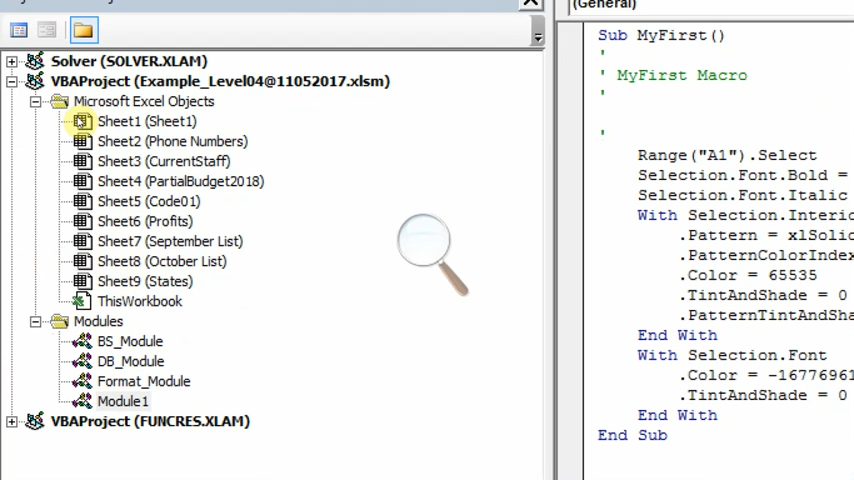 (General)
Solver (SOLVER.XLAM)
VBAProject (Example_Level04@11052017.xlsm)
Microsoft Excel Objects
Sheet1 (Sheet1)
Sheet2 (Phone Numbers)
Sheet3 (CurrentStaff)
Sheet4 (PartialBudget2018)
Sheet5 (Code01)
Sheet6 (Profits)
Sheet7 (September List)
Sheet8 (October List)
Sheet9 (States)
ThisWorkbook
Modules
BS_Module
DB_Module
Format_Module
Module1
VBAProject (FUNCRES.XLAM)
Sub MyFirst()
'
' MyFirst Macro
'
'
Range("A1").Select
Selection.Font.Bold =
Selection.Font.Italic
With Selection.Interio
.Pattern = xlSolid
.PatternColorIndex
.Color = 65535
.TintAndShade = 0
.PatternTintAndSha
End With
With Selection.Font
.Color = -16776961
.TintAndShade = 0
End With
End Sub